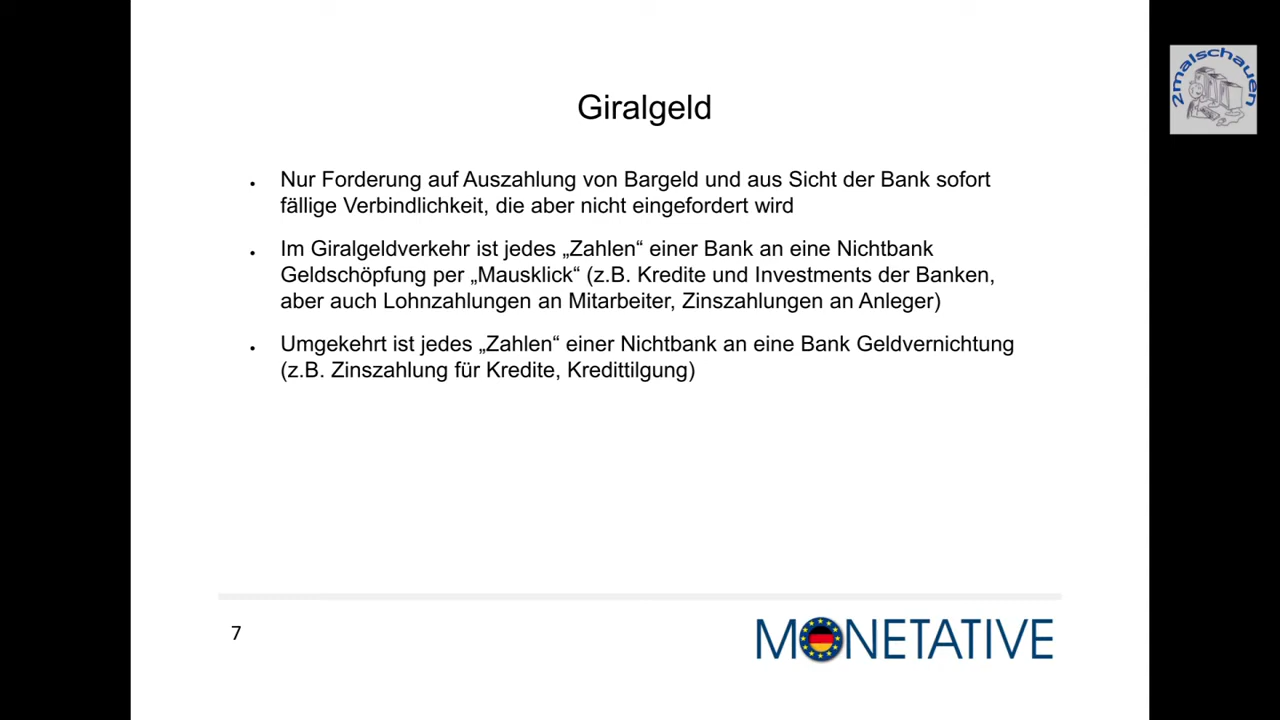 2malschauen
Giralgeld
• Nur Forderung auf Auszahlung von Bargeld und aus Sicht der Bank sofort
fällige Verbindlichkeit, die aber nicht eingefordert wird
• Im Giralgeldverkehr ist jedes „Zahlen“ einer Bank an eine Nichtbank
Geldschöpfung per „Mausklick“ (z.B. Kredite und Investments der Banken,
aber auch Lohnzahlungen an Mitarbeiter, Zinszahlungen an Anleger)
• Umgekehrt ist jedes „Zahlen“ einer Nichtbank an eine Bank Geldvernichtung
(z.B. Zinszahlung für Kredite, Kredittilgung)
7
MONETATIVE